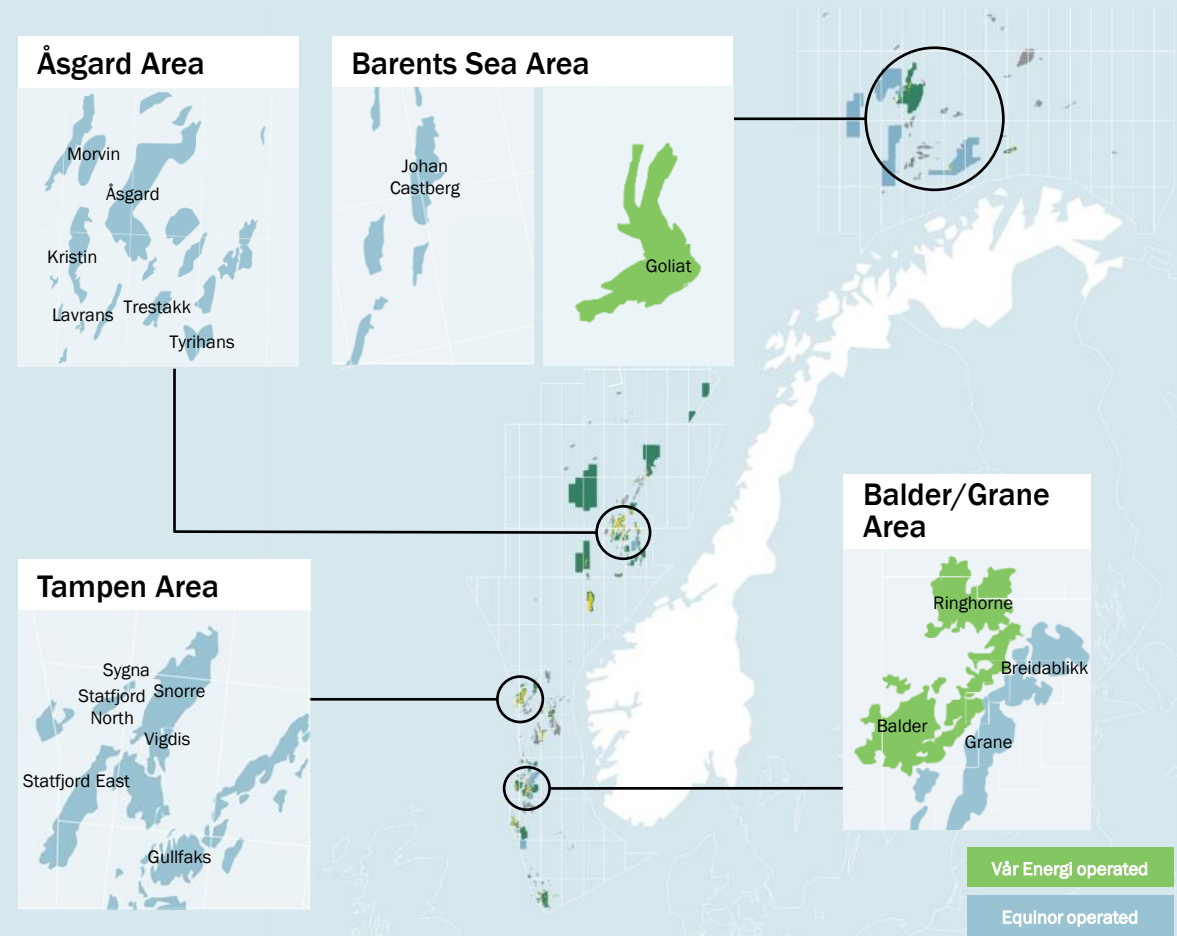 Åsgard Area
Morvin
Åsgard
Kristin
Lavrans
Trestakk
Tyrihans
Barents Sea Area
Johan
Castberg
Goliat
Tampen Area
Sygna
Statfjord
North
Snorre
Vigdis
Statfjord East
Gullfaks
Balder/Grane
Area
Ringhorne
Breidablikk
Balder
Grane
Vår Energi operated
Equinor operated